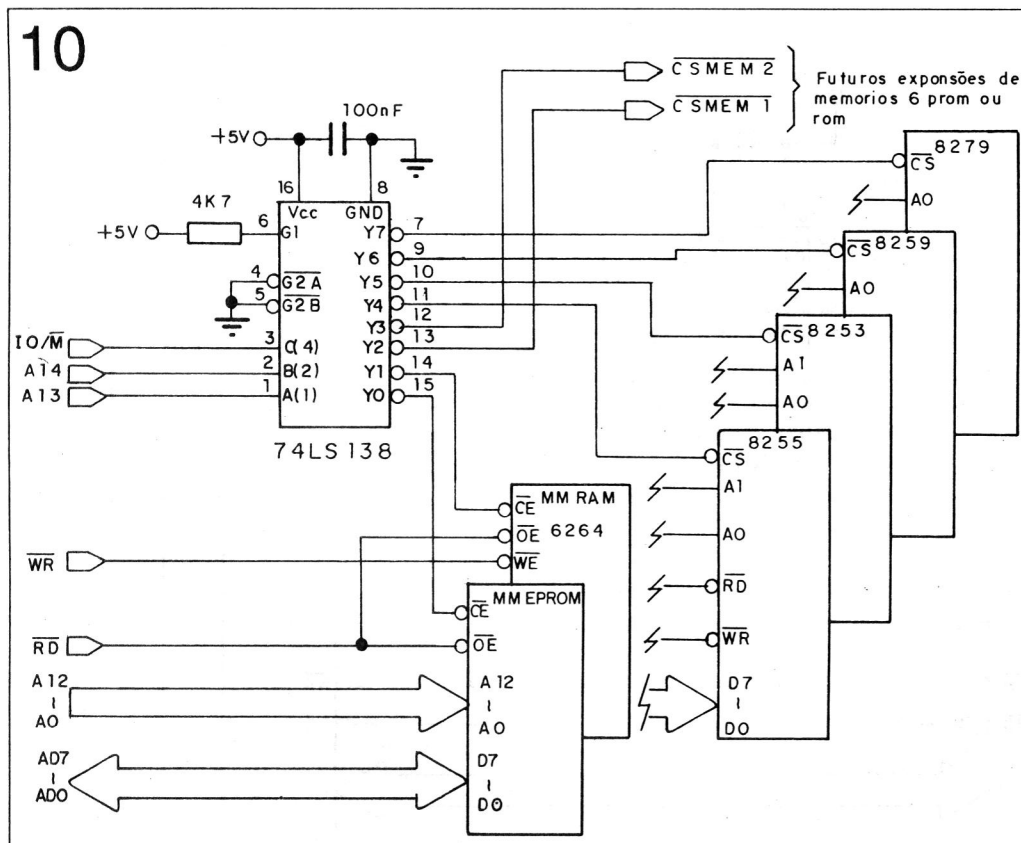 10
CSMEM2
CSMEM1
Futuros exponsões de
memorios 6 prom ou
rom
100nF
+5V
16
8
Vcc
GND
4K7
+5V
6
G1
4
G2A
5
G2B
IO/M
3
C(4)
A14
2
B(2)
A13
1
A(1)
Y7
7
Y6
9
Y5
10
Y4
11
Y3
12
Y2
13
Y1
14
Y0
15
74LS138
8279
CS
A0
8259
CS
A0
8253
CS
A1
A0
8255
CS
A1
A0
RD
WR
D7
~
D0
MM RAM
6264
CE
OE
WE
WR
MM EPROM
CE
OE
RD
A12
~
A0
A12
~
A0
AD7
~
AD0
D7
~
D0